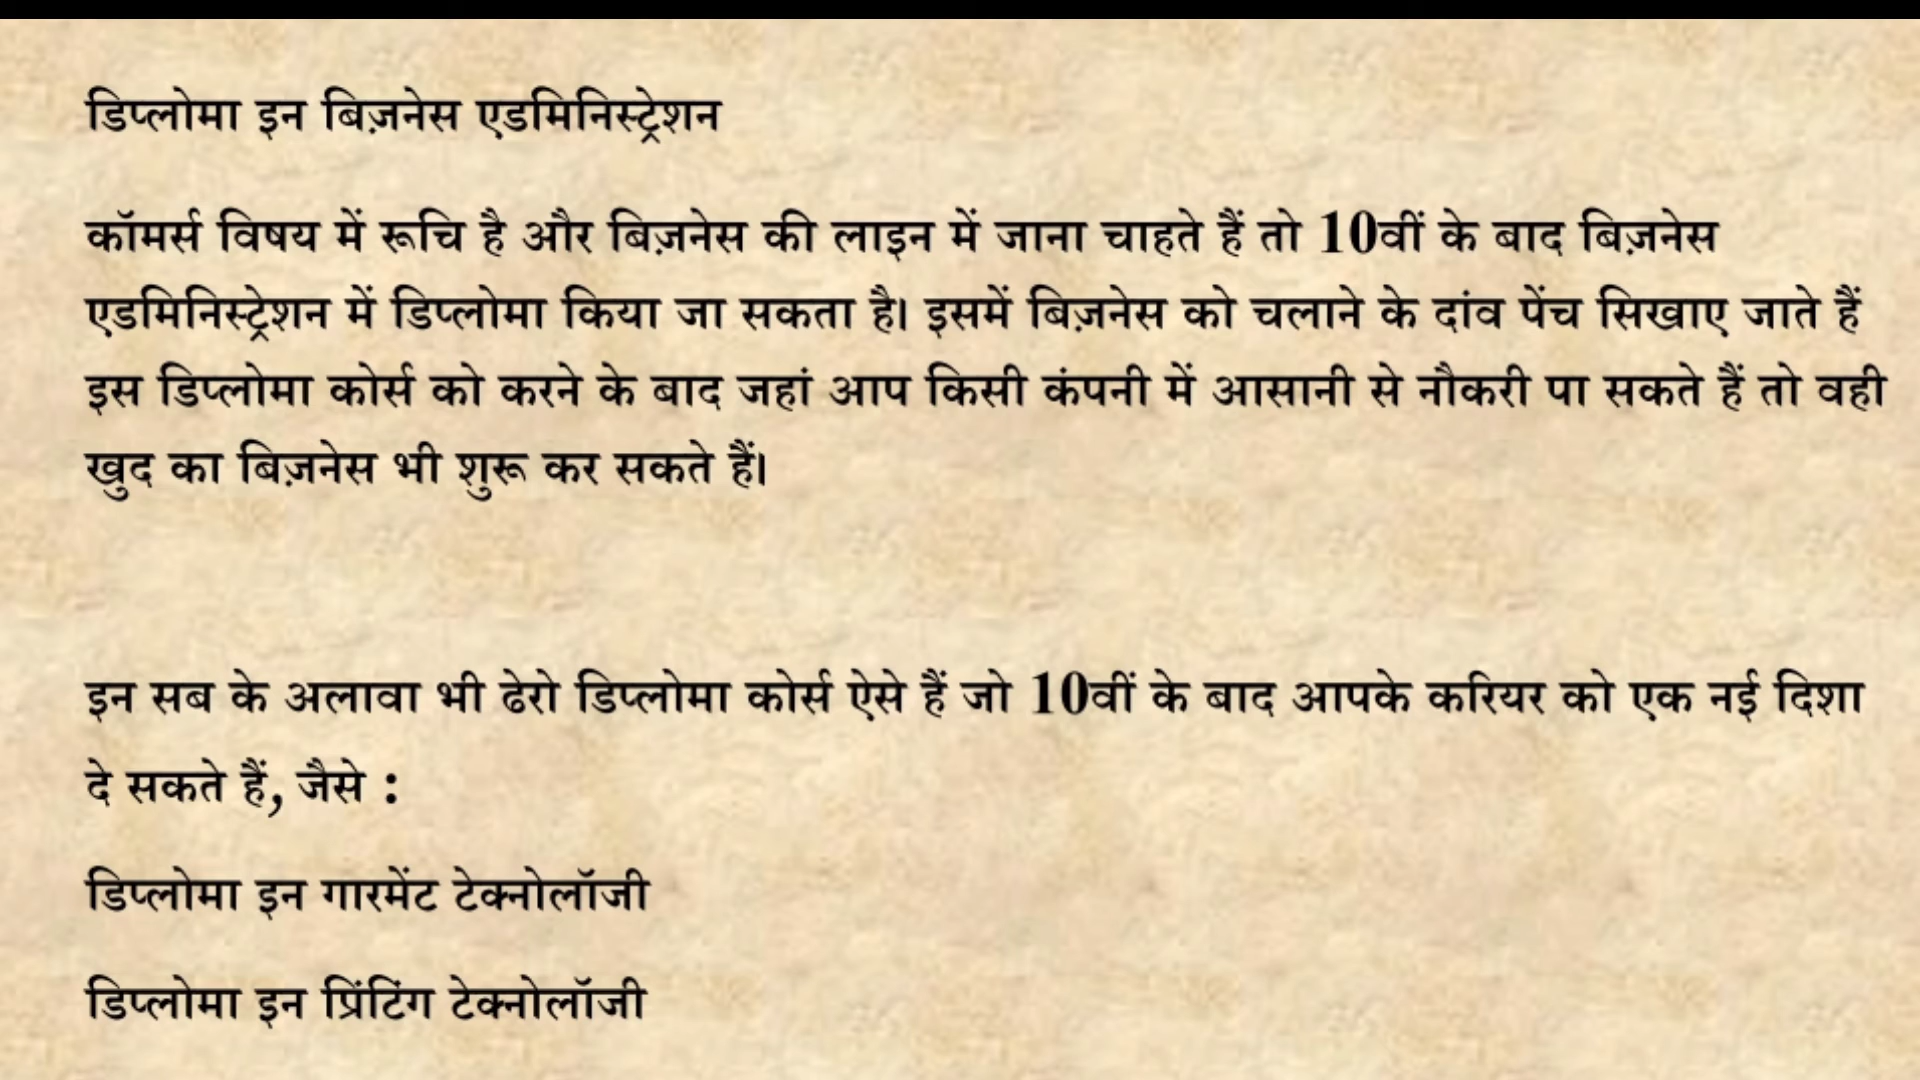 डिप्लोमा इन बिज़नेस एडमिनिस्ट्रेशन
कॉमर्स विषय में रूचि है और बिज़नेस की लाइन में जाना चाहते हैं तो 10वीं के बाद बिज़नेस
एडमिनिस्ट्रेशन में डिप्लोमा किया जा सकता है। इसमें बिज़नेस को चलाने के दांव पेंच सिखाए जाते हैं
इस डिप्लोमा कोर्स को करने के बाद जहां आप किसी कंपनी में आसानी से नौकरी पा सकते हैं तो वही
खुद का बिज़नेस भी शुरू कर सकते हैं।
इन सब के अलावा भी ढेरो डिप्लोमा कोर्स ऐसे हैं जो 10वीं के बाद आपके करियर को एक नई दिशा
दे सकते हैं, जैसे :
डिप्लोमा इन गारमेंट टेक्नोलॉजी
डिप्लोमा इन प्रिंटिंग टेक्नोलॉजी